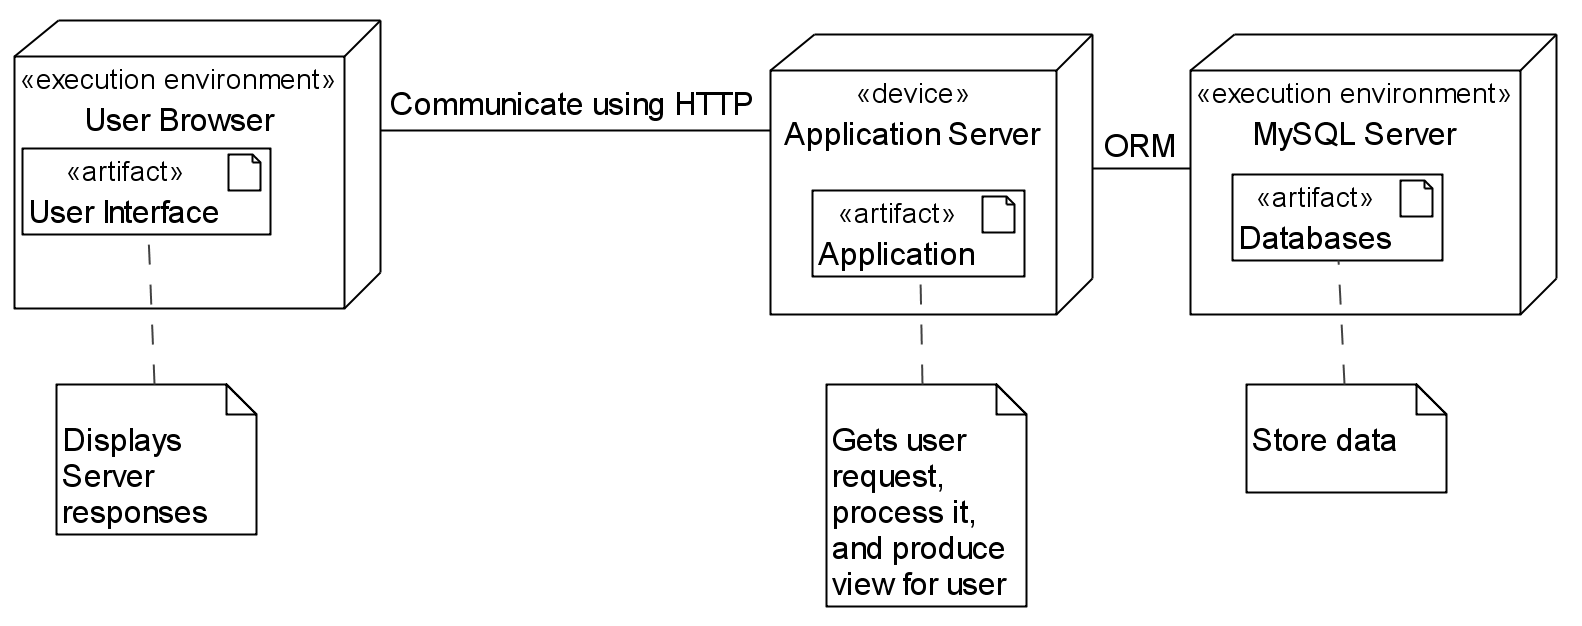 «execution environment»
User Browser
«artifact»
User Interface
Displays
Server
responses
Communicate using HTTP
«device»
Application Server
«artifact»
Application
Gets user
request,
process it,
and produce
view for user
ORM
«execution environment»
MySQL Server
«artifact»
Databases
Store data